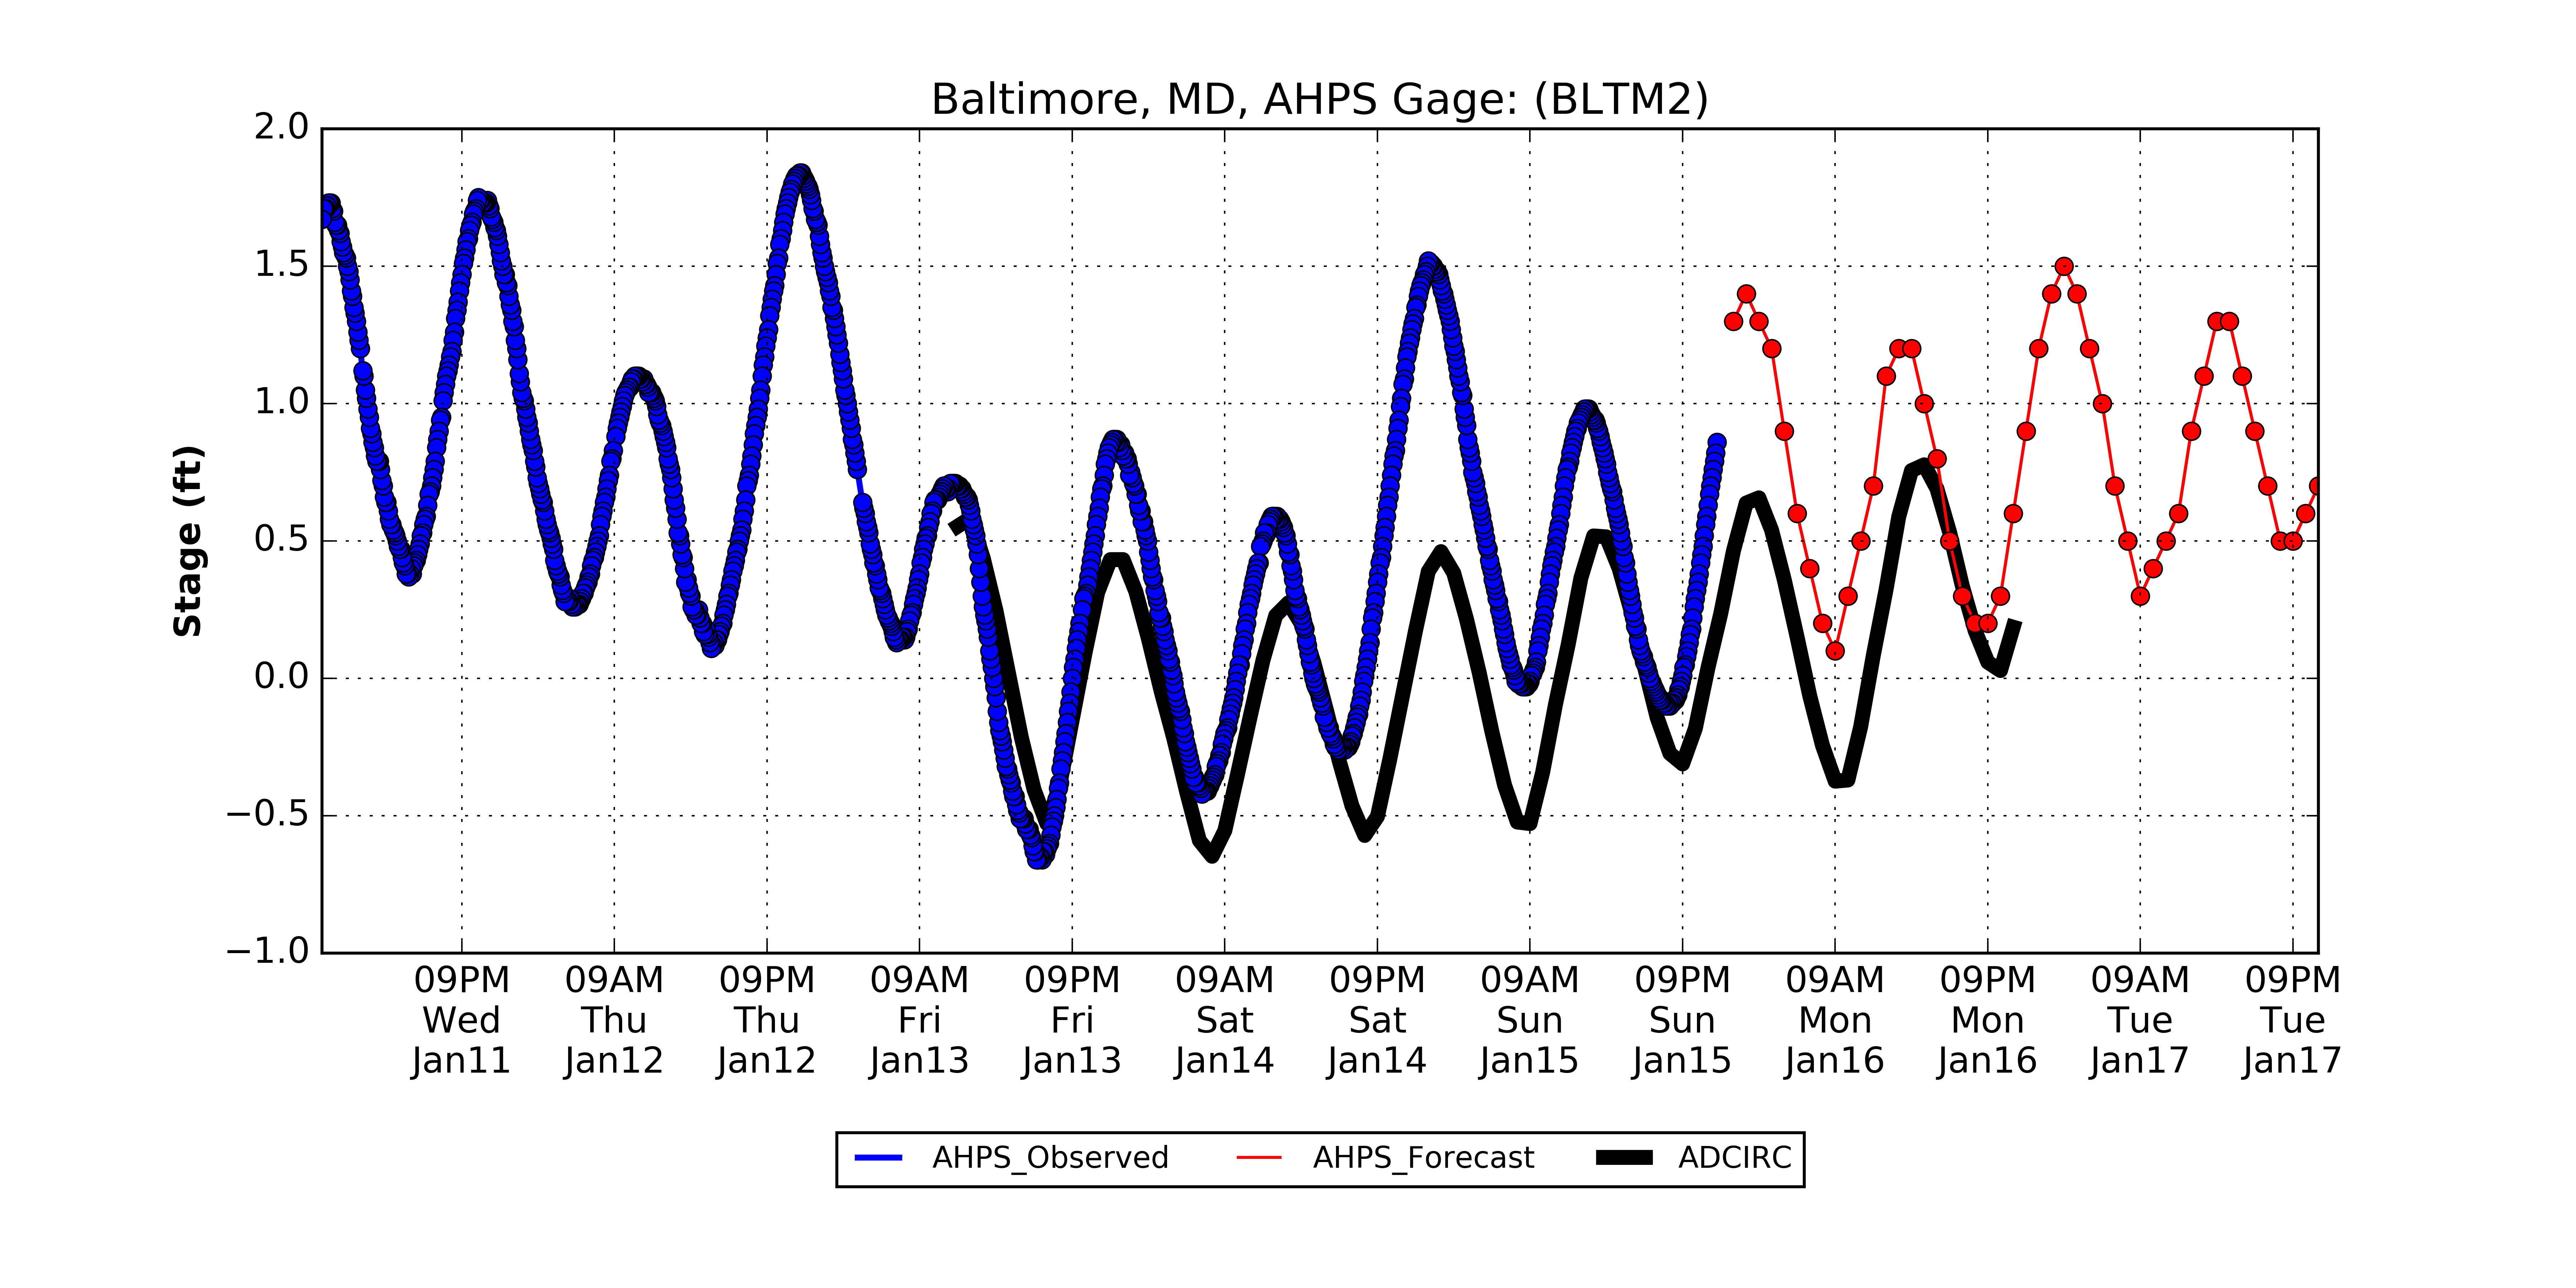 Baltimore, MD, AHPS Gage: (BLTM2)
2.0
1.5
1.0
0.5
0.0
−0.5
−1.0
Stage (ft)
09PM 09AM 09PM 09AM 09PM 09AM 09PM 09AM 09PM 09AM 09PM 09AM 09PM
Wed Thu Thu Fri Fri Sat Sat Sun Sun Mon Mon Tue Tue
Jan11 Jan12 Jan12 Jan13 Jan13 Jan14 Jan14 Jan15 Jan15 Jan16 Jan16 Jan17 Jan17
AHPS_Observed AHPS_Forecast ADCIRC